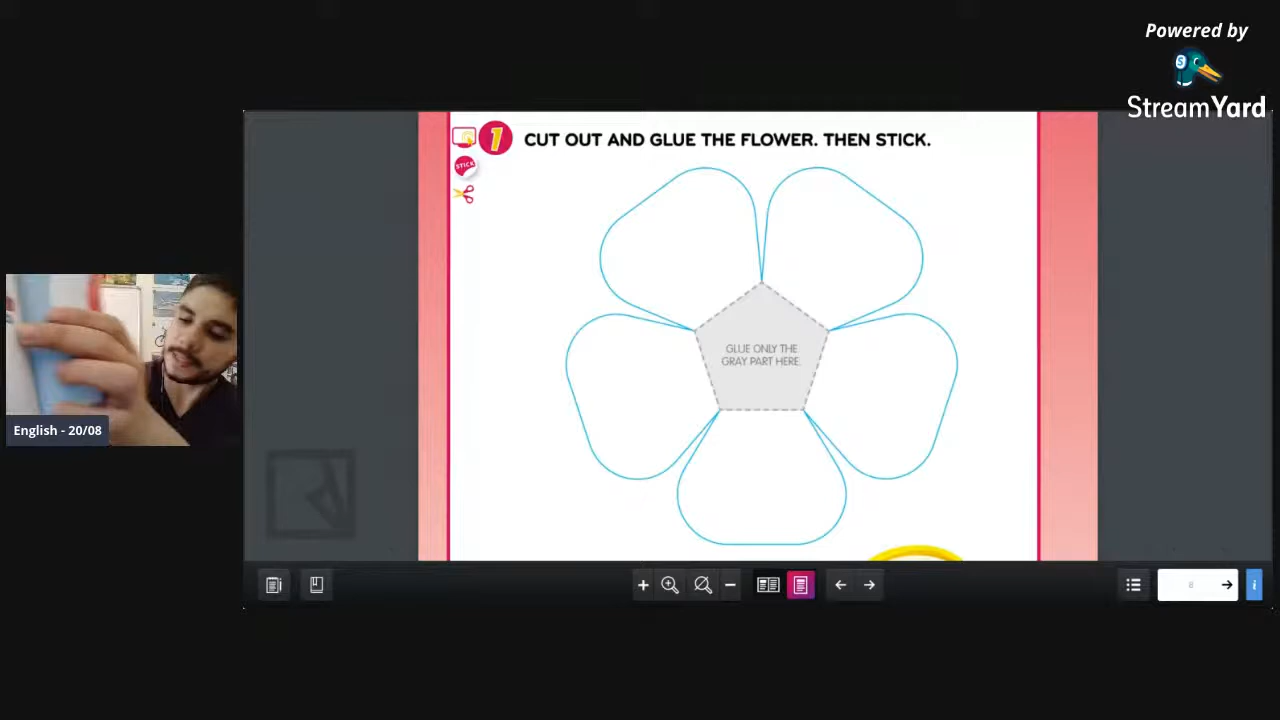 Powered by
StreamYard
1 CUT OUT AND GLUE THE FLOWER. THEN STICK.
STICK
GLUE ONLY THE
GRAY PART HERE.
English - 20/08
8